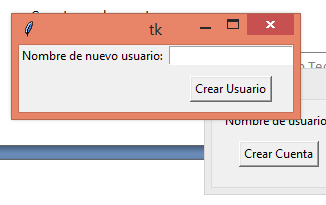 tk
Nombre de nuevo usuario:
Crear Usuario
Nombre de usuario
Crear Cuenta